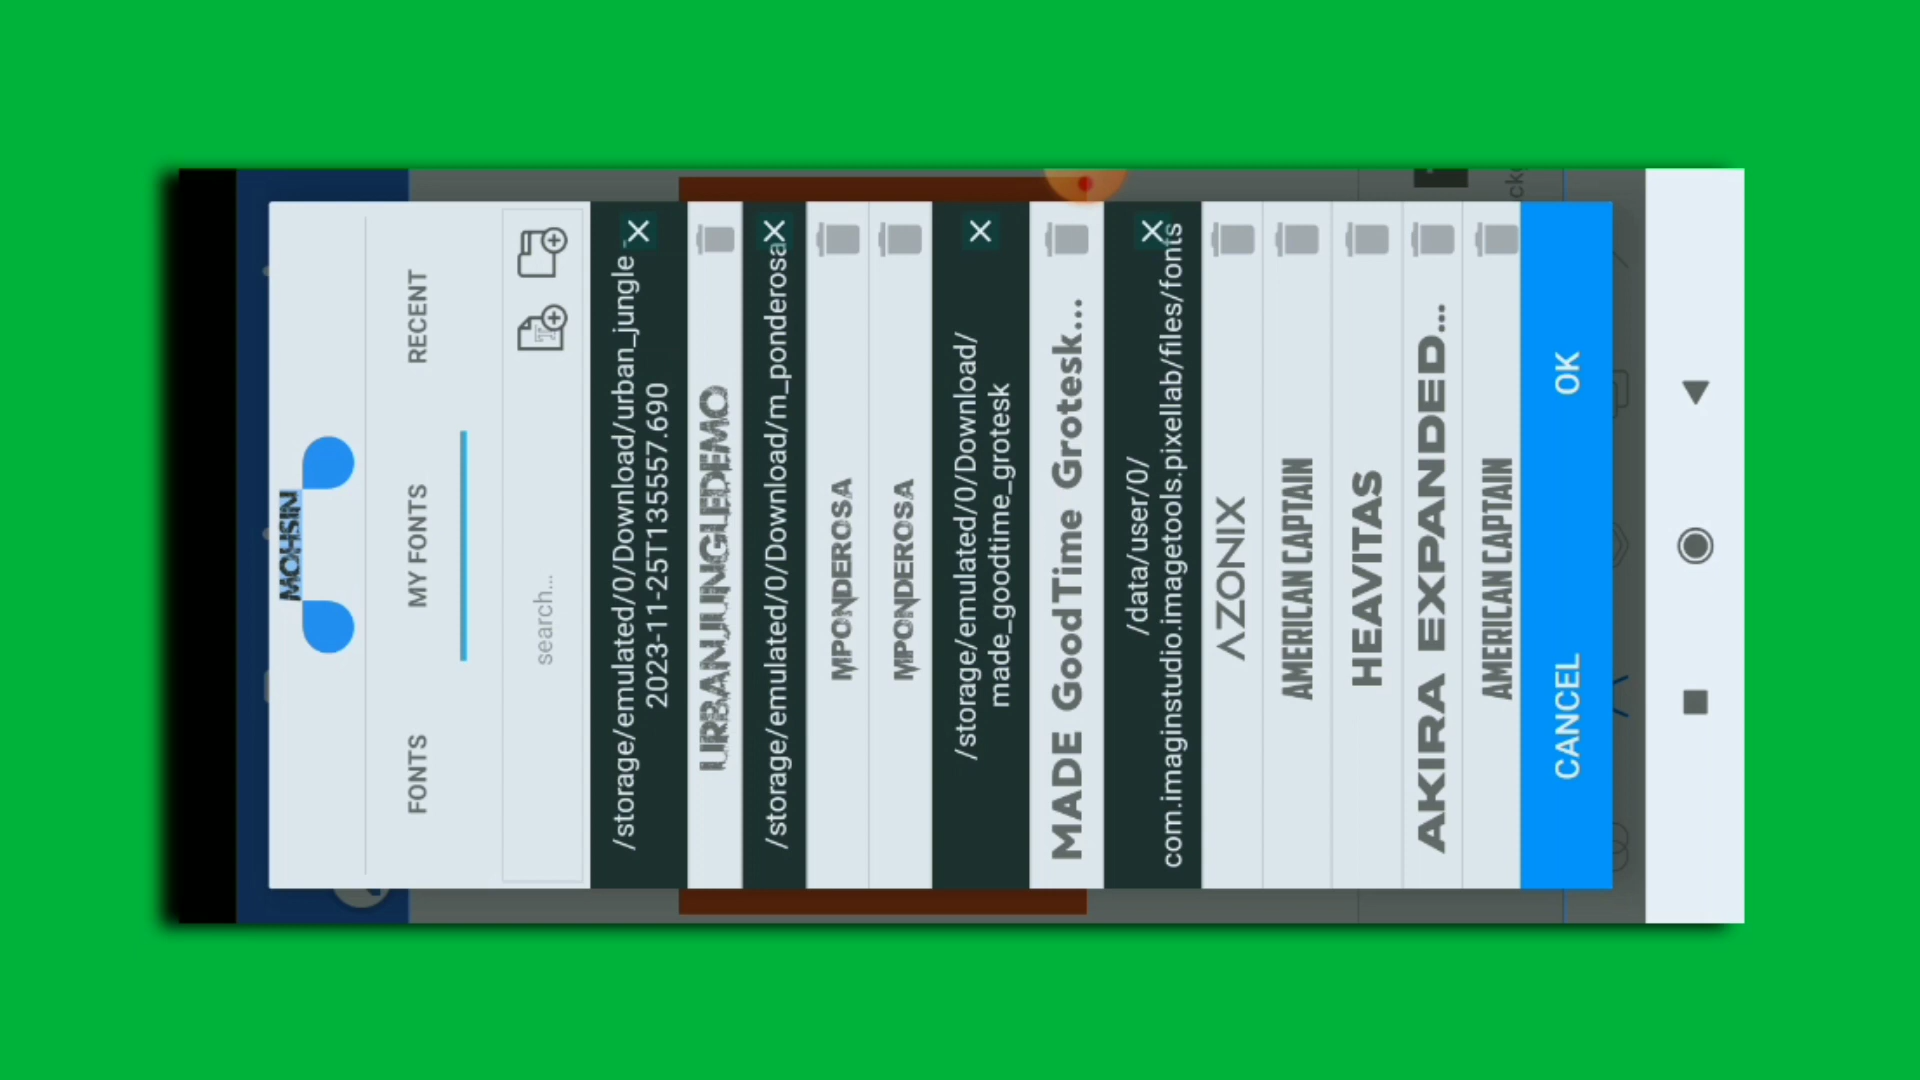 MOHSIN
FONTS
MY FONTS
RECENT
search...
/storage/emulated/0/Download/urban_jungle -
2023-11-25T135557.690
URBANJUNGLEDEMO
/storage/emulated/0/Download/m_ponderosa
MPONDEROSA
MPONDEROSA
/storage/emulated/0/Download/
made_goodtime_grotesk
MADE GoodTime Grotesk...
/data/user/0/
com.imaginstudio.imagetools.pixellab/files/fonts
AZONIX
AMERICAN CAPTAIN
HEAVITAS
AKIRA EXPANDED...
AMERICAN CAPTAIN
CANCEL
OK